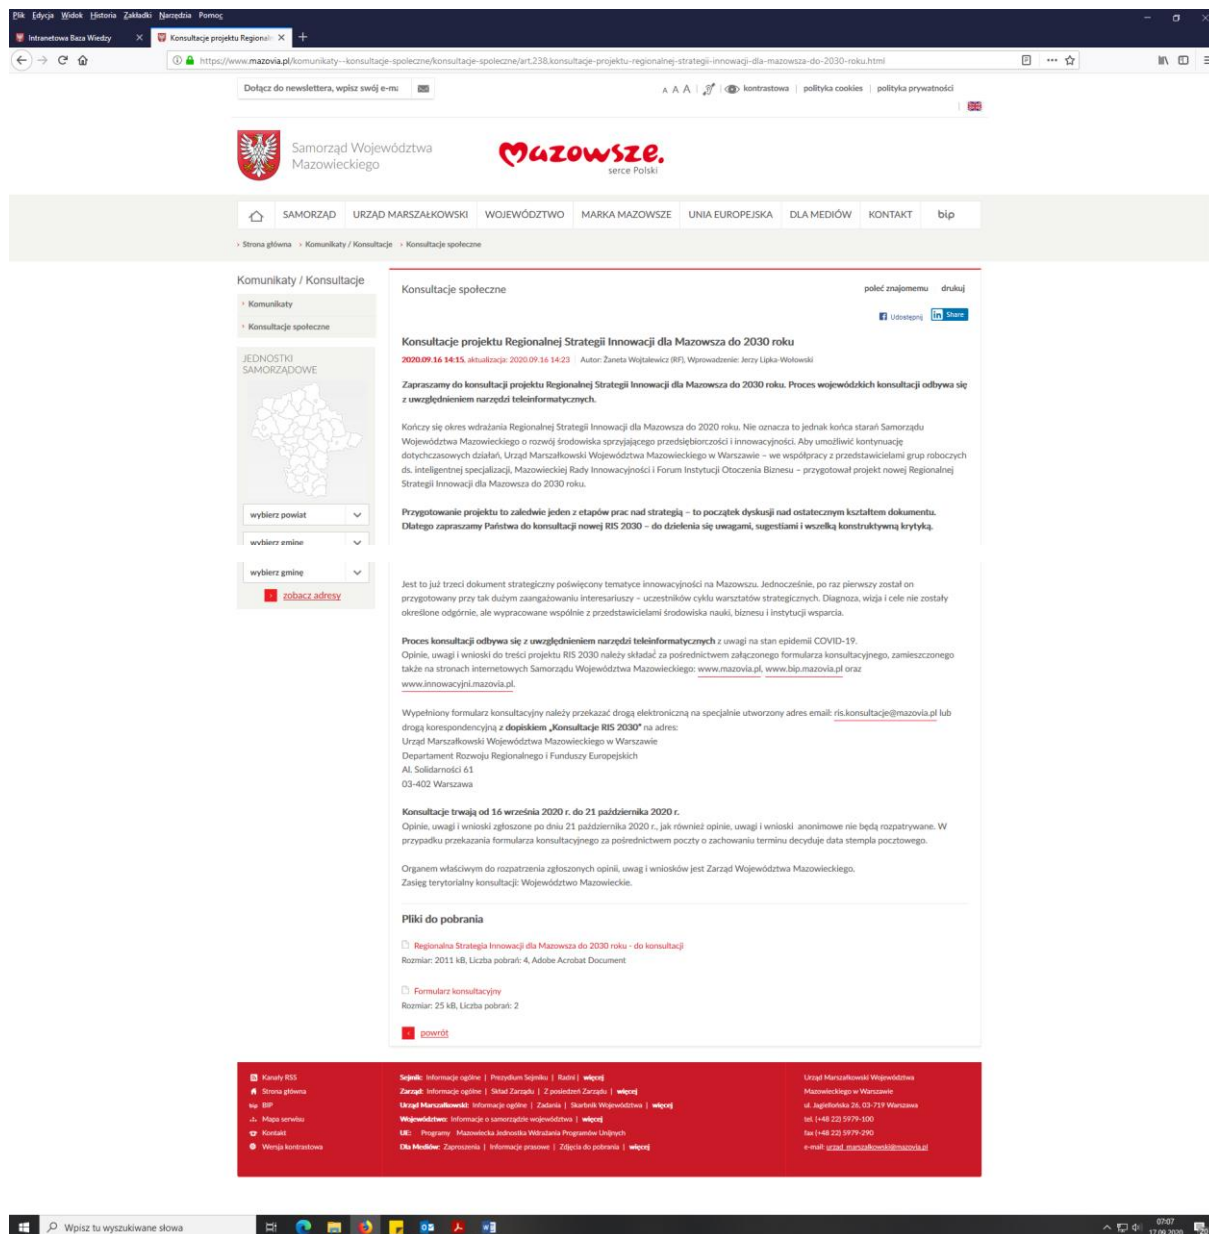 Plik Edycja Widok Historia Zakładki Narzędzia Pomoc
Intranetowa Baza Wiedzy
Konsultacje projektu Regionaln
https://www.mazovia.pl/komunikaty--konsultacje-spoleczne/konsultacje-spoleczne/art,238,konsultacje-projektu-regionalnej-strategii-innowacji-dla-mazowsza-do-2030-roku.html
Dołącz do newslettera, wpisz swój e-ma
A A A | | kontrastowa | polityka cookies | polityka prywatności
Samorząd Województwa
Mazowieckiego
Mazowsze.
serce Polski
SAMORZĄD URZĄD MARSZAŁKOWSKI WOJEWÓDZTWO MARKA MAZOWSZE UNIA EUROPEJSKA DLA MEDIÓW KONTAKT bip
Strona główna Komunikaty / Konsultacje Konsultacje społeczne
Komunikaty / Konsultacje
Komunikaty
Konsultacje społeczne
JEDNOSTKI
SAMORZĄDOWE
wybierz powiat
wybierz gminę
wybierz gminę
zobacz adresy
Konsultacje społeczne
poleć znajomemu drukuj
Udostępnij
in Share
Konsultacje projektu Regionalnej Strategii Innowacji dla Mazowsza do 2030 roku
2020.09.16 14:15, aktualizacja: 2020.09.16 14:23 Autor: Żaneta Wojtalewicz (RF), Wprowadzenie: Jerzy Lipka-Wołowski
Zapraszamy do konsultacji projektu Regionalnej Strategii Innowacji dla Mazowsza do 2030 roku. Proces wojewódzkich konsultacji odbywa się
z uwzględnieniem narzędzi teleinformatycznych.
Kończy się okres wdrażania Regionalnej Strategii Innowacji dla Mazowsza do 2020 roku. Nie oznacza to jednak końca starań Samorządu
Województwa Mazowieckiego o rozwój środowiska sprzyjającego przedsiębiorczości i innowacyjności. Aby umożliwić kontynuację
dotychczasowych działań, Urząd Marszałkowski Województwa Mazowieckiego w Warszawie – we współpracy z przedstawicielami grup roboczych
ds. inteligentnej specjalizacji, Mazowieckiej Rady Innowacyjności i Forum Instytucji Otoczenia Biznesu – przygotował projekt nowej Regionalnej
Strategii Innowacji dla Mazowsza do 2030 roku.
Przygotowanie projektu to zaledwie jeden z etapów prac nad strategią – to początek dyskusji nad ostatecznym kształtem dokumentu.
Dlatego zapraszamy Państwa do konsultacji nowej RIS 2030 – do dzielenia się uwagami, sugestiami i wszelką konstruktywną krytyką.
Jest to już trzeci dokument strategiczny poświęcony tematyce innowacyjności na Mazowszu. Jednocześnie, po raz pierwszy został on
przygotowany przy tak dużym zaangażowaniu interesariuszy – uczestników cyklu warsztatów strategicznych. Diagnoza, wizja i cele nie zostały
określone odgórnie, ale wypracowane wspólnie z przedstawicielami środowiska nauki, biznesu i instytucji wsparcia.
Proces konsultacji odbywa się z uwzględnieniem narzędzi teleinformatycznych z uwagi na stan epidemii COVID-19.
Opinie, uwagi i wnioski do treści projektu RIS 2030 należy składać za pośrednictwem załączonego formularza konsultacyjnego, zamieszczonego
także na stronach internetowych Samorządu Województwa Mazowieckiego: www.mazovia.pl, www.bip.mazovia.pl oraz
www.innowacyjni.mazovia.pl.
Wypełniony formularz konsultacyjny należy przekazać drogą elektroniczną na specjalnie utworzony adres email: ris.konsultacje@mazovia.pl lub
drogą korespondencyjną z dopiskiem „Konsultacje RIS 2030” na adres:
Urząd Marszałkowski Województwa Mazowieckiego w Warszawie
Departament Rozwoju Regionalnego i Funduszy Europejskich
Al. Solidarności 61
03-402 Warszawa
Konsultacje trwają od 16 września 2020 r. do 21 października 2020 r.
Opinie, uwagi i wnioski zgłoszone po dniu 21 października 2020 r., jak również opinie, uwagi i wnioski anonimowe nie będą rozpatrywane. W
przypadku przekazania formularza konsultacyjnego za pośrednictwem poczty o zachowaniu terminu decyduje data stempla pocztowego.
Organem właściwym do rozpatrzenia zgłoszonych opinii, uwag i wniosków jest Zarząd Województwa Mazowieckiego.
Zasięg terytorialny konsultacji: Województwo Mazowieckie.
Pliki do pobrania
Regionalna Strategia Innowacji dla Mazowsza do 2030 roku - do konsultacji
Rozmiar: 2011 kB, Liczba pobrań: 4, Adobe Acrobat Document
Formularz konsultacyjny
Rozmiar: 25 kB, Liczba pobrań: 2
powrót
Kanały RSS
Strona główna
bip BIP
Mapa serwisu
Kontakt
Wersja kontrastowa
Sejmik: Informacje ogólne | Prezydium Sejmiku | Radni | więcej
Zarząd: Informacje ogólne | Skład Zarządu | Z posiedzeń Zarządu | więcej
Urząd Marszałkowski: Informacje ogólne | Zadania | Skarbnik Województwa | więcej
Województwo: Informacje o samorządzie województwa | więcej
UE: Programy Mazowiecka Jednostka Wdrażania Programów Unijnych
Dla Mediów: Zaproszenia | Informacje prasowe | Zdjęcia do pobrania | więcej
Urząd Marszałkowski Województwa
Mazowieckiego w Warszawie
ul. Jagiellońska 26, 03-719 Warszawa
tel. (+48 22) 5979-100
fax (+48 22) 5979-290
e-mail: urzad_marszalkowski@mazovia.pl
Wpisz tu wyszukiwane słowa
07:07
17.09.2020